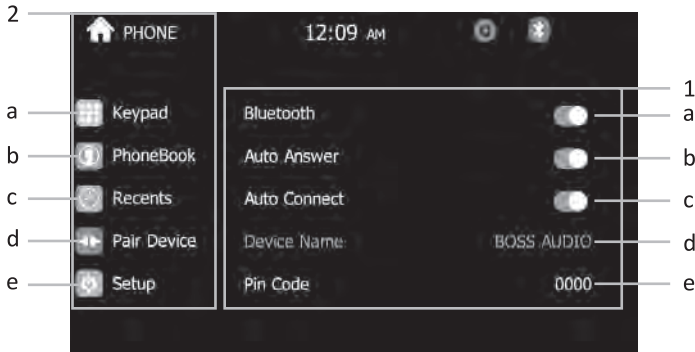 2
PHONE 12:09 AM
1
a Keypad Bluetooth a
b PhoneBook Auto Answer b
c Recents Auto Connect c
d Pair Device Device Name BOSS AUDIO d
e Setup Pin Code 0000 e